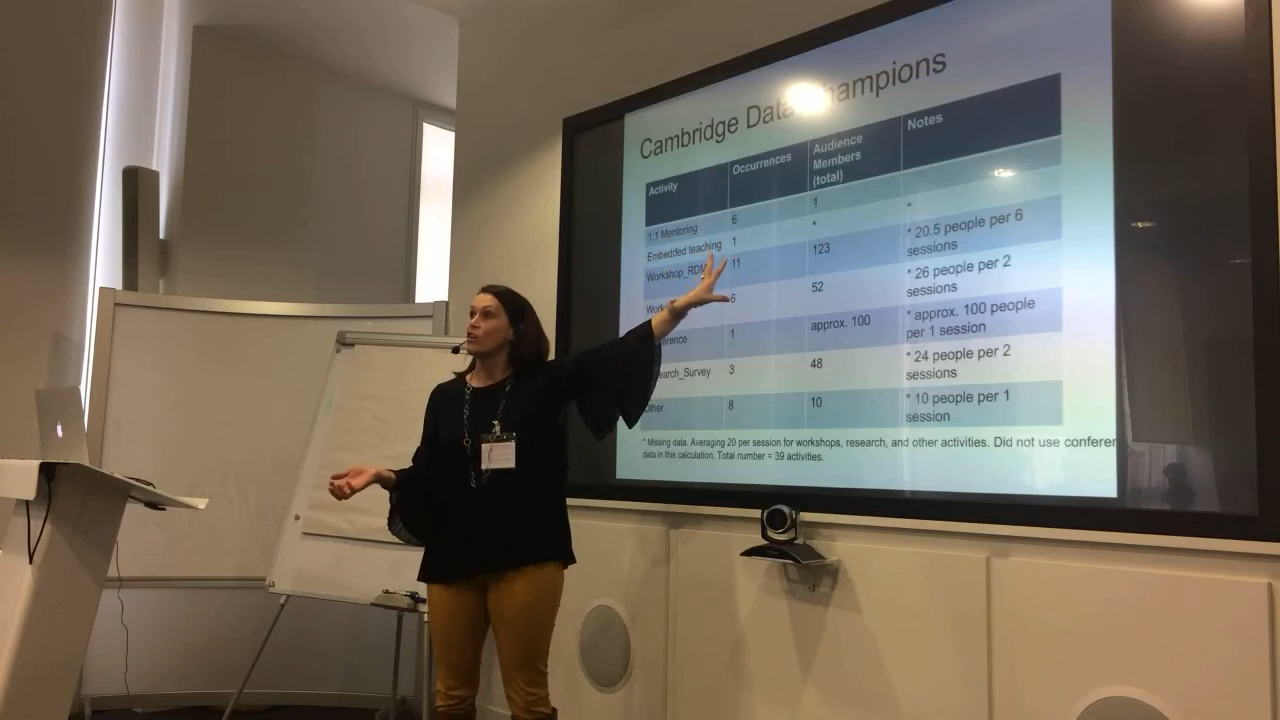 Cambridge Data Champions
Activity Occurrences Audience Members (total) Notes
1:1 Mentoring 6 1
Embedded teaching 1 * *
Workshop_RDM 11 123 * 20.5 people per 6 sessions
6 52 * 26 people per 2 sessions
1 approx. 100 * approx. 100 people per 1 session
3 48 * 24 people per 2 sessions
Other 8 10 * 10 people per 1 session
* Missing data. Averaging 20 per session for workshops, research, and other activities. Did not use conferen
data in this calculation. Total number = 39 activities.